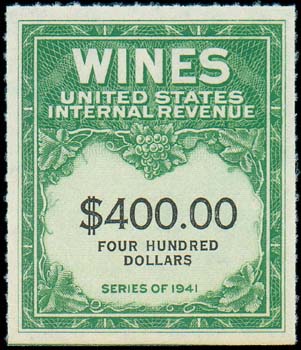 WINES
UNITED STATES
INTERNAL REVENUE
$400.00
FOUR HUNDRED
DOLLARS
SERIES OF 1941